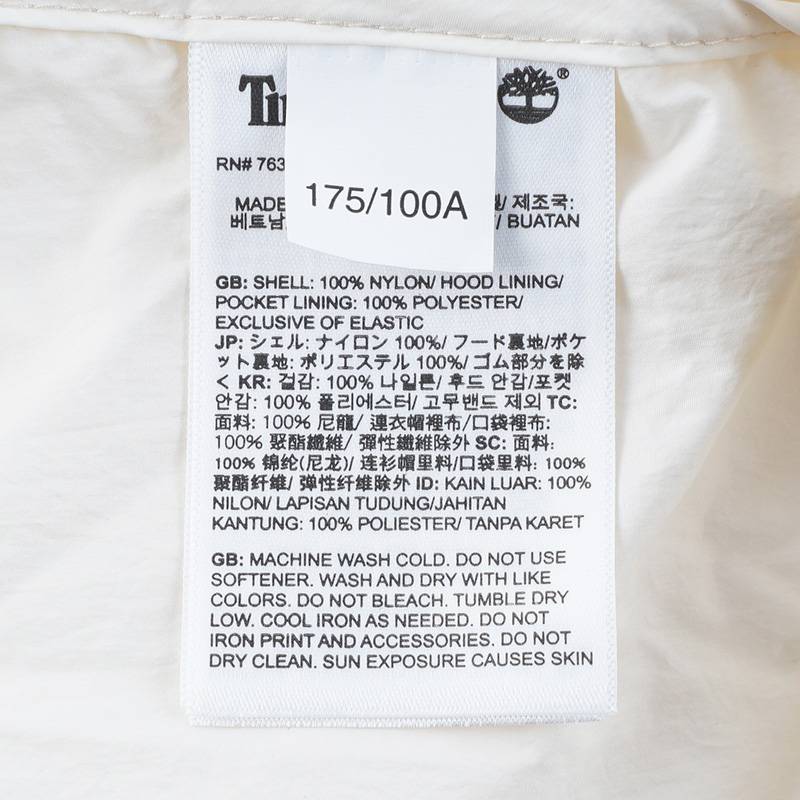 ®
RN# 763
175/100A
MADE 제조국:
베트남 / BUATAN
GB: SHELL: 100% NYLON/ HOOD LINING/
POCKET LINING: 100% POLYESTER/
EXCLUSIVE OF ELASTIC
JP: シェル: ナイロン 100%/ フード裏地/ポケ
ット裏地: ポリエステル 100%/ ゴム部分を除
く KR: 겉감: 100% 나일론/ 후드 안감/포켓
안감: 100% 폴리에스터/ 고무밴드 제외 TC:
面料: 100% 尼龍/ 連衣帽裡布/口袋裡布:
100% 聚酯纖維/ 彈性纖維除外 SC: 面料:
100% 锦纶(尼龙)/ 连衫帽里料/口袋里料: 100%
聚酯纤维/ 弹性纤维除外 ID: KAIN LUAR: 100%
NILON/ LAPISAN TUDUNG/JAHITAN
KANTUNG: 100% POLIESTER/ TANPA KARET
GB: MACHINE WASH COLD. DO NOT USE
SOFTENER. WASH AND DRY WITH LIKE
COLORS. DO NOT BLEACH. TUMBLE DRY
LOW. COOL IRON AS NEEDED. DO NOT
IRON PRINT AND ACCESSORIES. DO NOT
DRY CLEAN. SUN EXPOSURE CAUSES SKIN